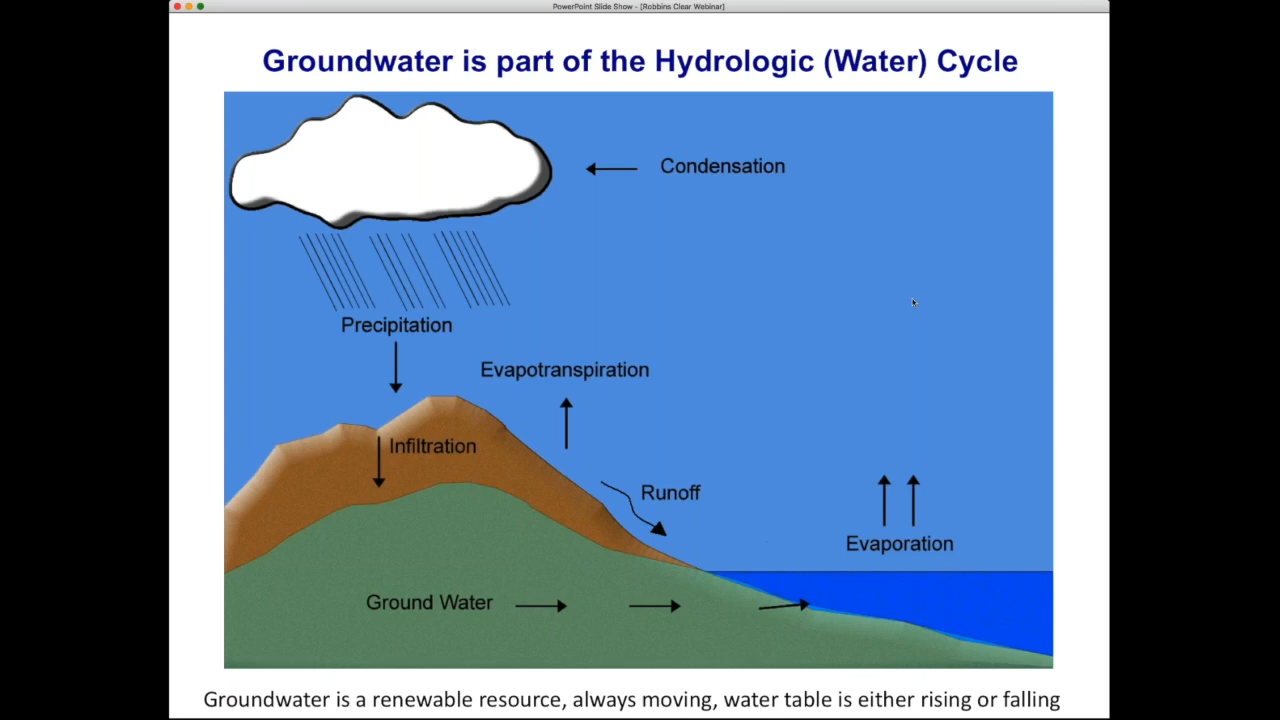 PowerPoint Slide Show - [Robbins Clear Webinar]
Groundwater is part of the Hydrologic (Water) Cycle
Condensation
Precipitation
Evapotranspiration
Infiltration
Runoff
Evaporation
Ground Water
Groundwater is a renewable resource, always moving, water table is either rising or falling